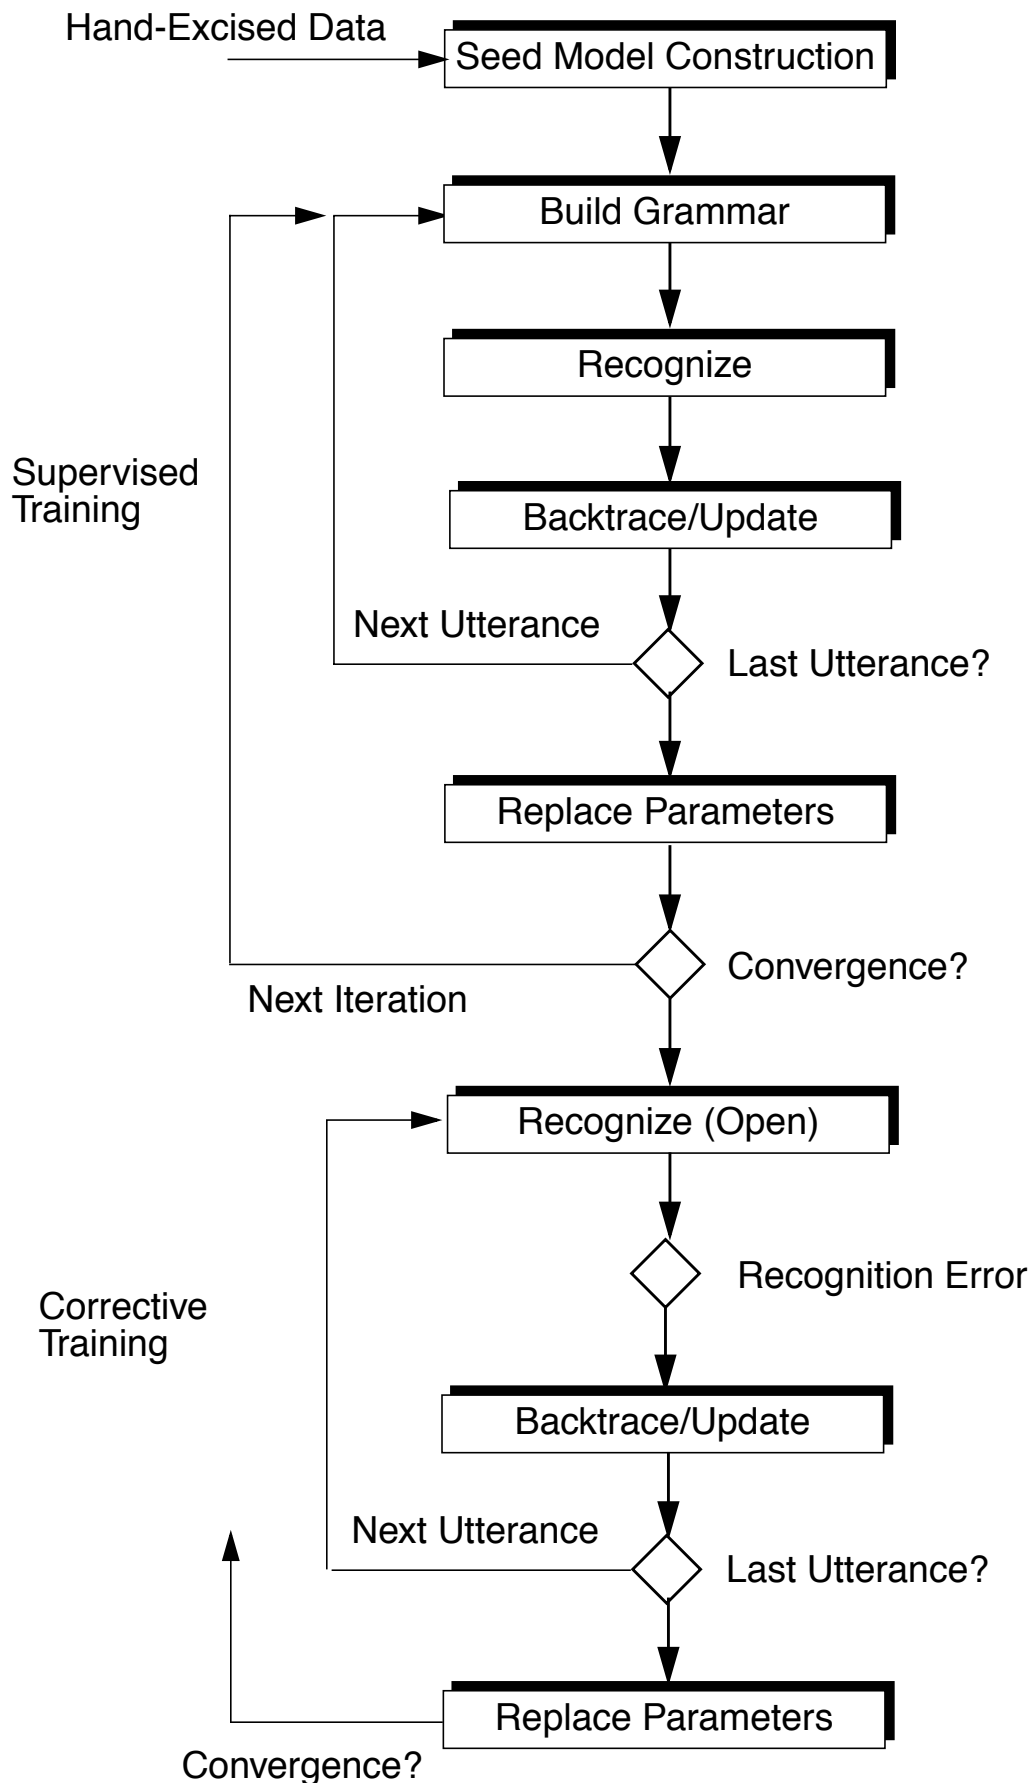 Hand-Excised Data
Seed Model Construction
Build Grammar
Recognize
Supervised
Training
Backtrace/Update
Next Utterance
Last Utterance?
Replace Parameters
Convergence?
Next Iteration
Recognize (Open)
Recognition Error
Corrective
Training
Backtrace/Update
Next Utterance
Last Utterance?
Replace Parameters
Convergence?